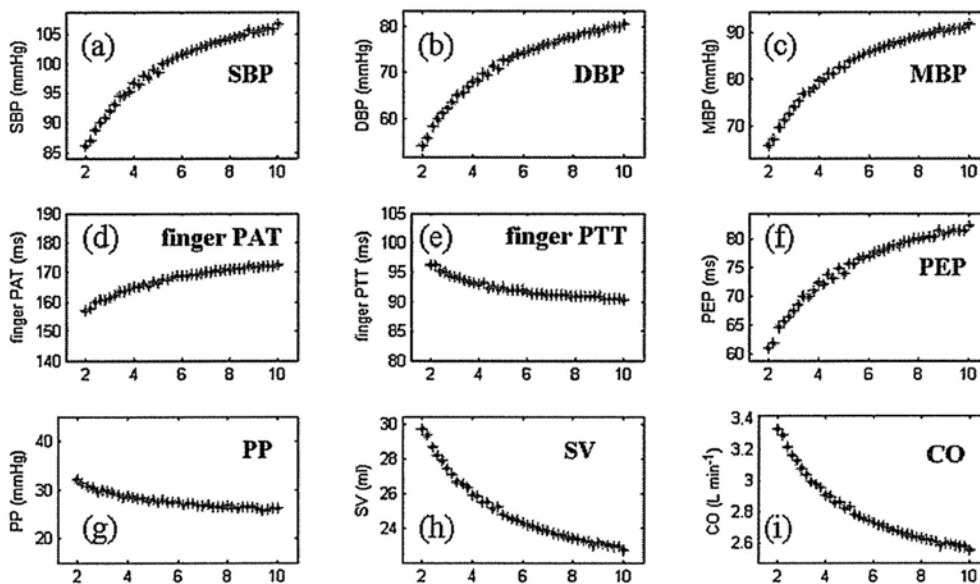 (a)
SBP
SBP (mmHg)
105
100
95
90
85
2 4 6 8 10
(b)
DBP
DBP (mmHg)
80
70
60
2 4 6 8 10
(c)
MBP
MBP (mmHg)
90
80
70
2 4 6 8 10
(d)
finger PAT
finger PAT (ms)
190
180
170
160
150
140
2 4 6 8 10
(e)
finger PTT
finger PTT (ms)
105
100
95
90
85
80
2 4 6 8 10
(f)
PEP
PEP (ms)
80
75
70
65
60
2 4 6 8 10
(g)
PP
PP (mmHg)
40
30
20
2 4 6 8 10
(h)
SV
SV (ml)
30
28
26
24
22
2 4 6 8 10
(i)
CO
CO (L min⁻¹)
3.4
3.2
3
2.8
2.6
2 4 6 8 10